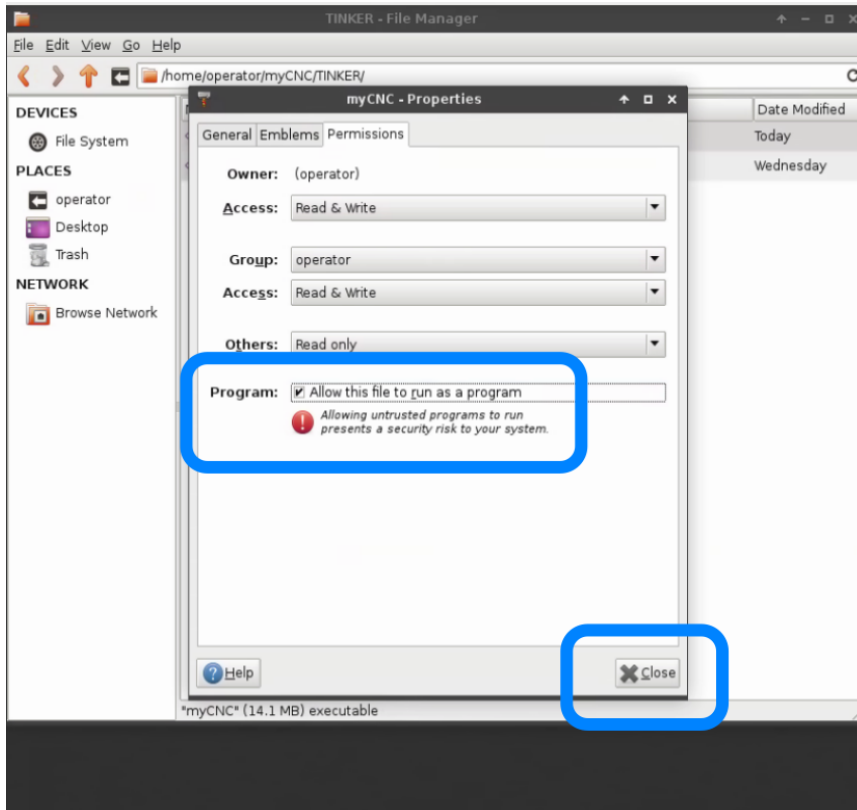 TINKER - File Manager
File Edit View Go Help
/home/operator/myCNC/TINKER/
DEVICES
File System
PLACES
operator
Desktop
Trash
NETWORK
Browse Network
Date Modified
Today
Wednesday
myCNC - Properties
General Emblems Permissions
Owner: (operator)
Access: Read & Write
Group: operator
Access: Read & Write
Others: Read only
Program: Allow this file to run as a program
Allowing untrusted programs to run
presents a security risk to your system.
Help Close
"myCNC" (14.1 MB) executable